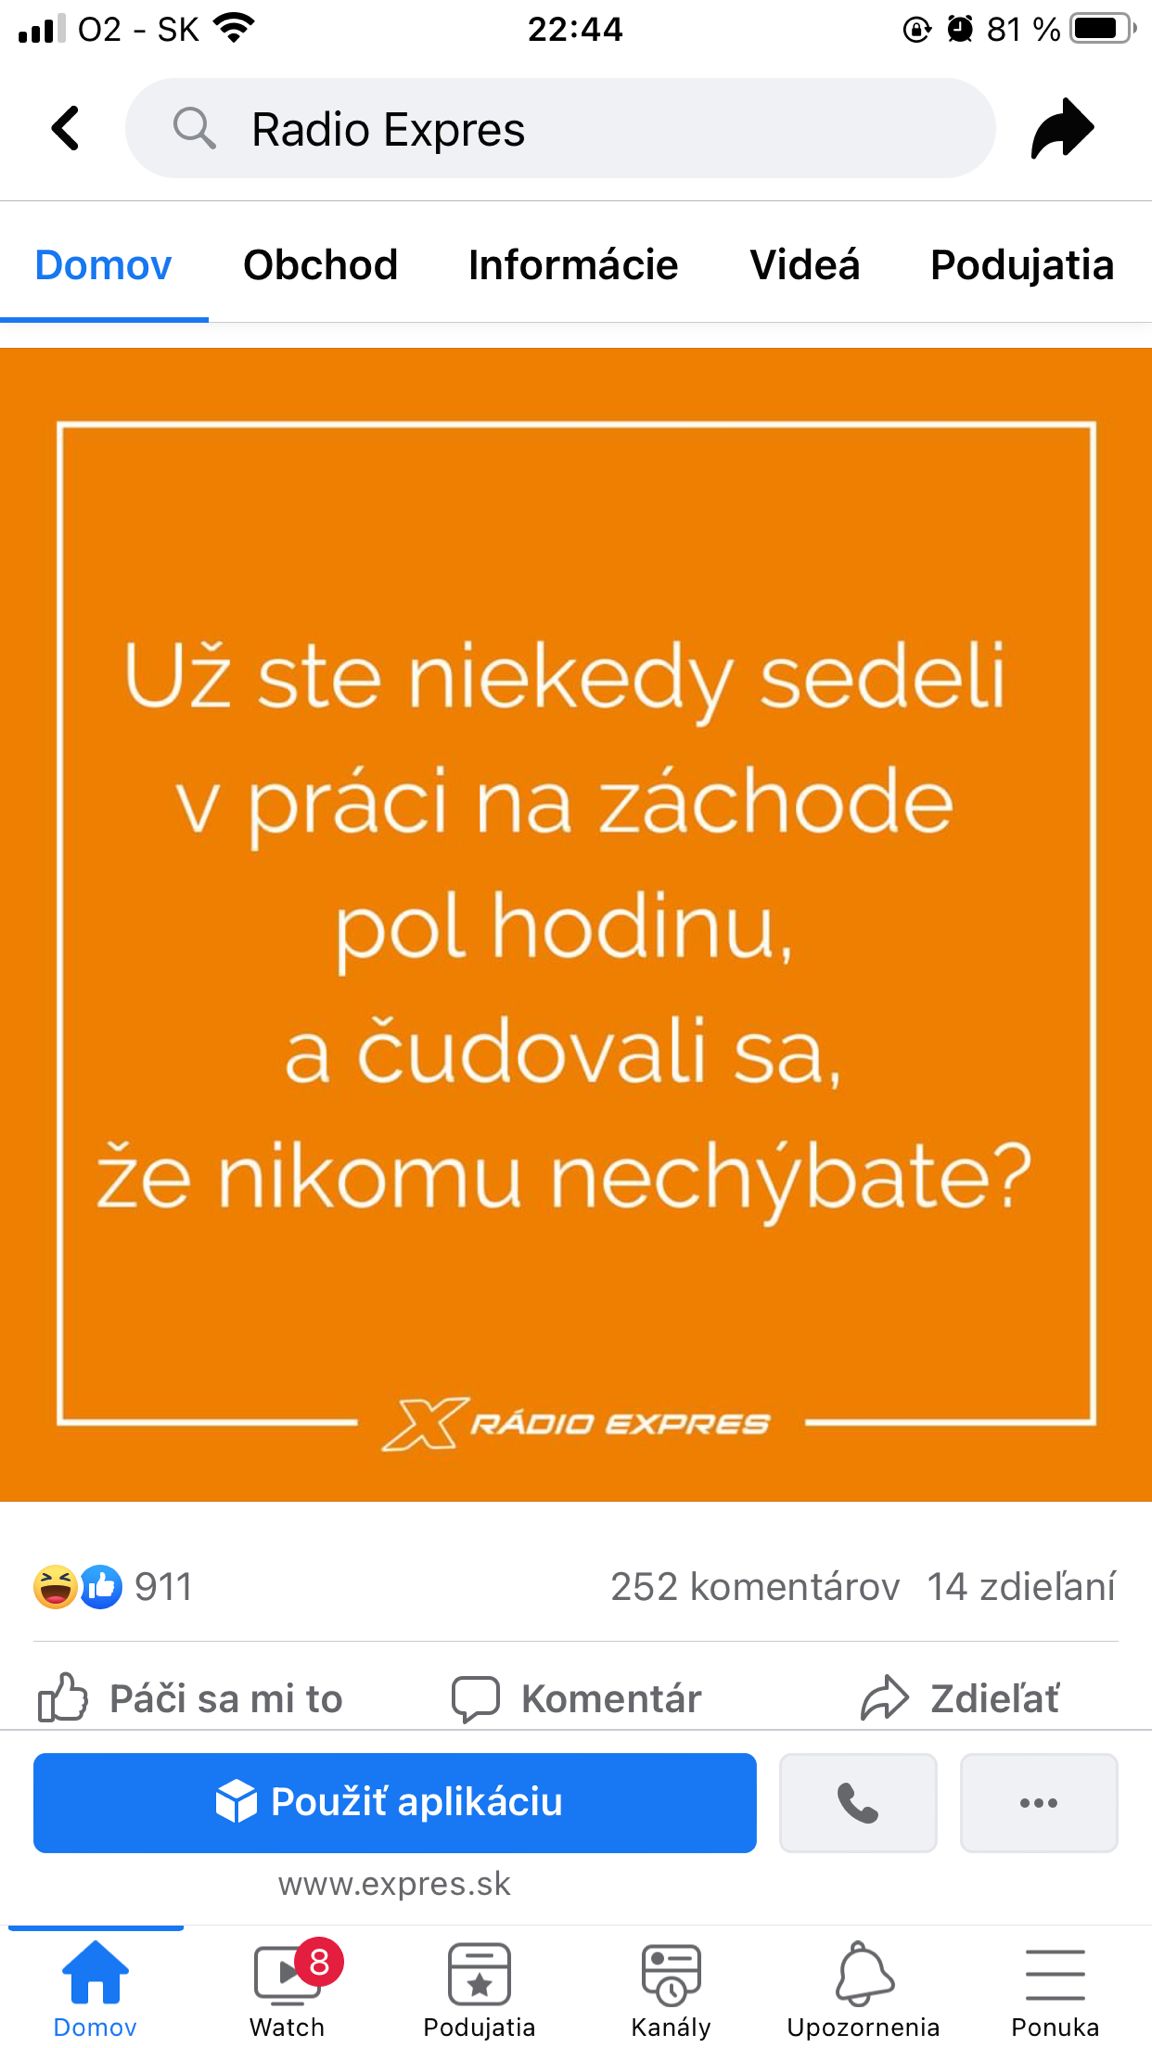 O2 - SK 22:44 81 %
Radio Expres
Domov Obchod Informácie Videá Podujatia
Už ste niekedy sedeli
v práci na záchode
pol hodinu,
a čudovali sa,
že nikomu nechýbate?
X RÁDIO EXPRES
911 252 komentárov 14 zdieľaní
Páči sa mi to Komentár Zdieľať
Použiť aplikáciu
www.expres.sk
8
Domov Watch Podujatia Kanály Upozornenia Ponuka